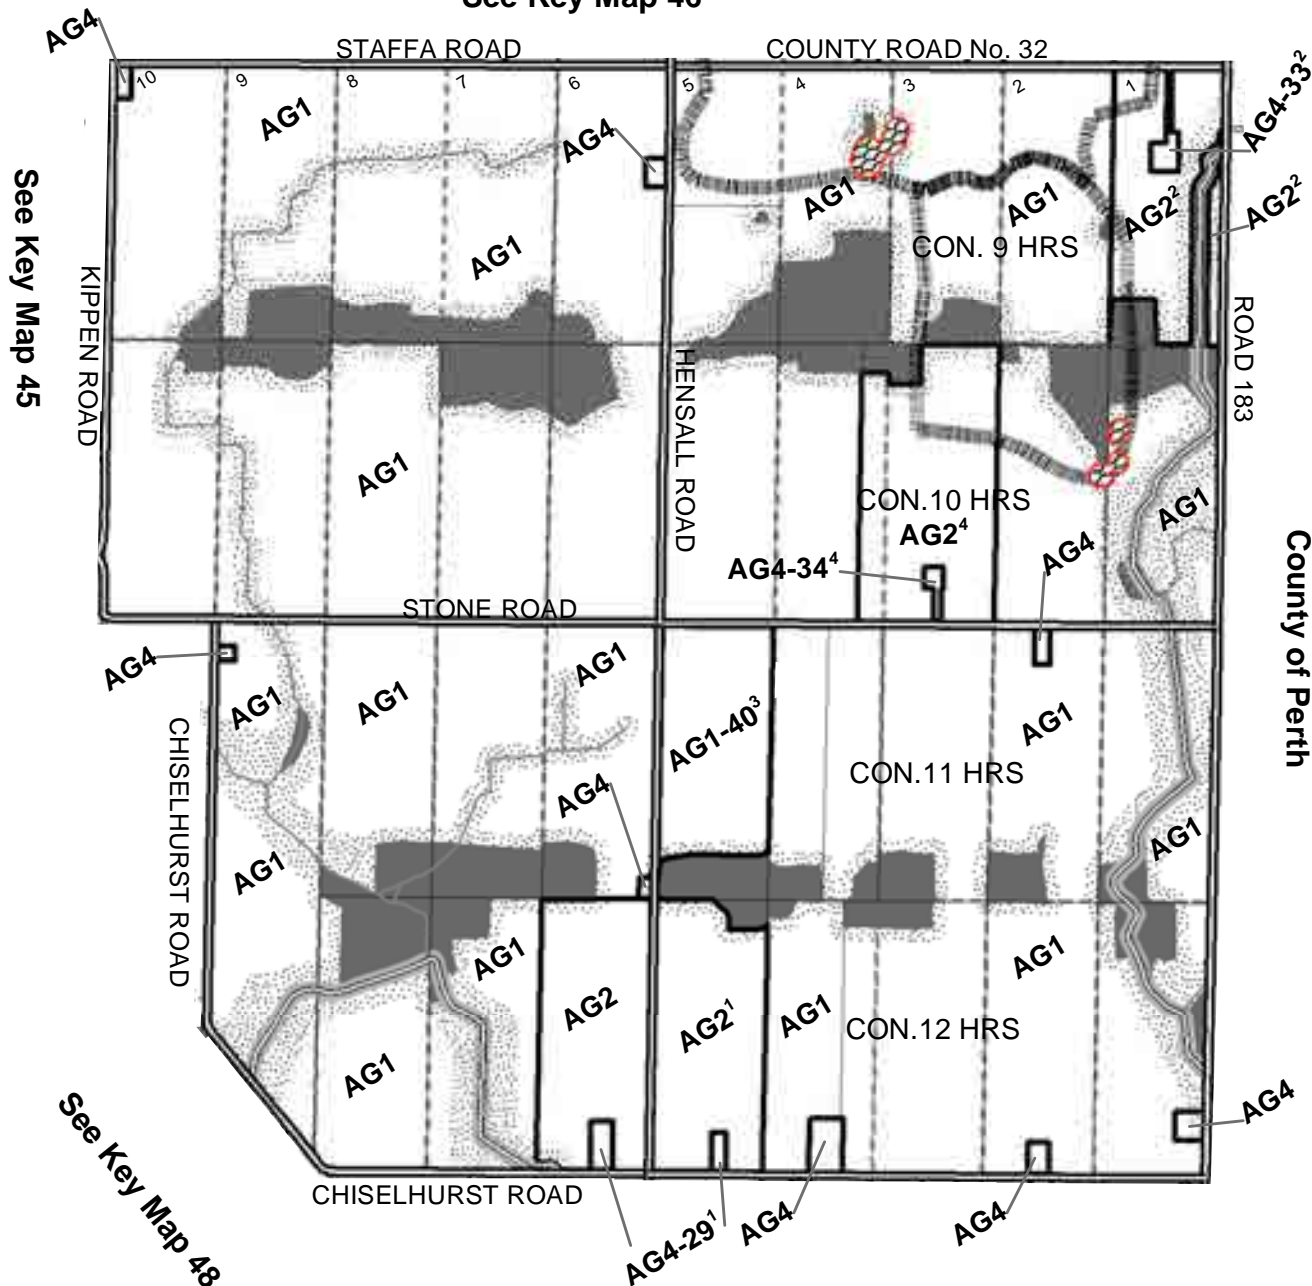 See Key Map 46
AG4
STAFFA ROAD
COUNTY ROAD No. 32
AG4-33²
10
9
8
7
6
5
4
3
2
1
AG1
AG4
AG1
AG1
AG2²
AG2²
CON. 9 HRS
AG1
See Key Map 45
KIPPEN ROAD
HENSALL ROAD
ROAD 183
AG1
CON.10 HRS
AG2⁴
AG1
AG4-34⁴
AG4
County of Perth
STONE ROAD
AG4
AG1
AG1
AG1
AG1-40³
AG1
CHISELHURST ROAD
CON.11 HRS
AG4
AG1
AG1
AG1
AG1
AG2
AG2¹
AG1
CON.12 HRS
AG1
AG4
See Key Map 48
CHISELHURST ROAD
AG4-29¹
AG4
AG4